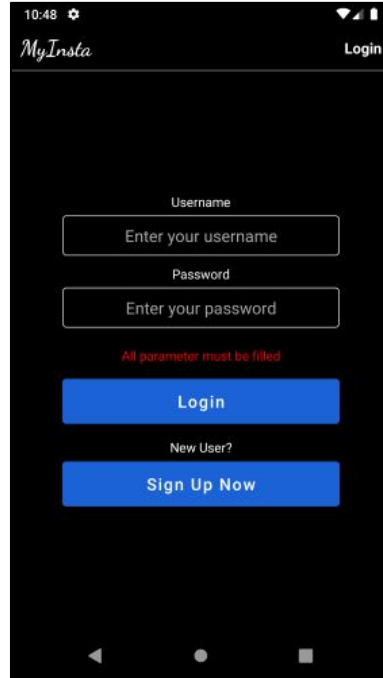 10:48
MyInsta
Login
Username
Enter your username
Password
Enter your password
All parameter must be filled
Login
New User?
Sign Up Now